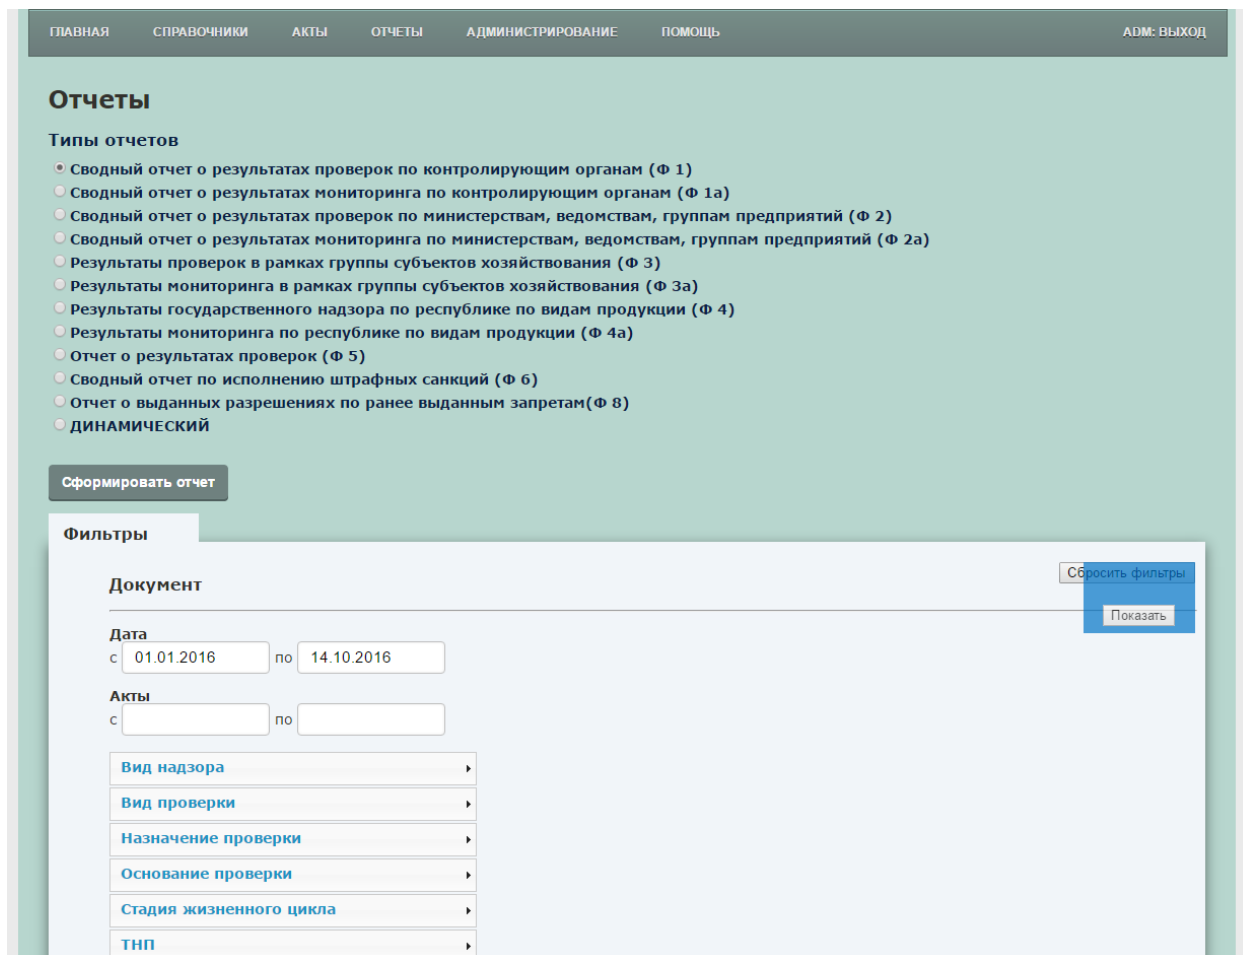 ГЛАВНАЯ СПРАВОЧНИКИ АКТЫ ОТЧЕТЫ АДМИНИСТРИРОВАНИЕ ПОМОЩЬ ADM: ВЫХОД
Отчеты
Типы отчетов
Сводный отчет о результатах проверок по контролирующим органам (Ф 1)
Сводный отчет о результатах мониторинга по контролирующим органам (Ф 1а)
Сводный отчет о результатах проверок по министерствам, ведомствам, группам предприятий (Ф 2)
Сводный отчет о результатах мониторинга по министерствам, ведомствам, группам предприятий (Ф 2а)
Результаты проверок в рамках группы субъектов хозяйствования (Ф 3)
Результаты мониторинга в рамках группы субъектов хозяйствования (Ф 3а)
Результаты государственного надзора по республике по видам продукции (Ф 4)
Результаты мониторинга по республике по видам продукции (Ф 4а)
Отчет о результатах проверок (Ф 5)
Сводный отчет по исполнению штрафных санкций (Ф 6)
Отчет о выданных разрешениях по ранее выданным запретам(Ф 8)
ДИНАМИЧЕСКИЙ
Сформировать отчет
Фильтры
Сбросить фильтры
Документ
Показать
Дата
с 01.01.2016 по 14.10.2016
Акты
с по
Вид надзора
Вид проверки
Назначение проверки
Основание проверки
Стадия жизненного цикла
ТНП